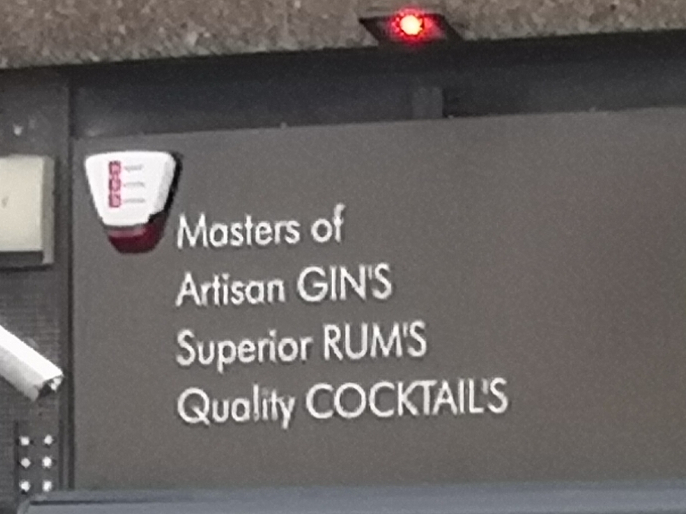 Masters of
Artisan GIN'S
Superior RUM'S
Quality COCKTAIL'S